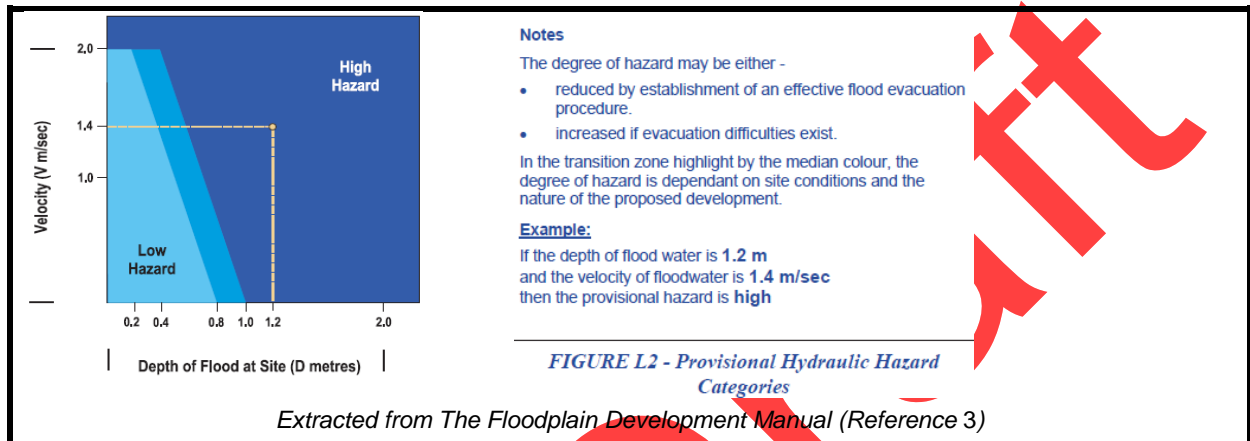 2.0
1.4
1.0
Velocity (V m/sec)
High
Hazard
Low
Hazard
0.2 0.4 0.8 1.0 1.2 2.0
Depth of Flood at Site (D metres)
Notes
The degree of hazard may be either -
• reduced by establishment of an effective flood evacuation
procedure.
• increased if evacuation difficulties exist.
In the transition zone highlight by the median colour, the
degree of hazard is dependant on site conditions and the
nature of the proposed development.
Example:
If the depth of flood water is 1.2 m
and the velocity of floodwater is 1.4 m/sec
then the provisional hazard is high
FIGURE L2 - Provisional Hydraulic Hazard
Categories
Extracted from The Floodplain Development Manual (Reference 3)